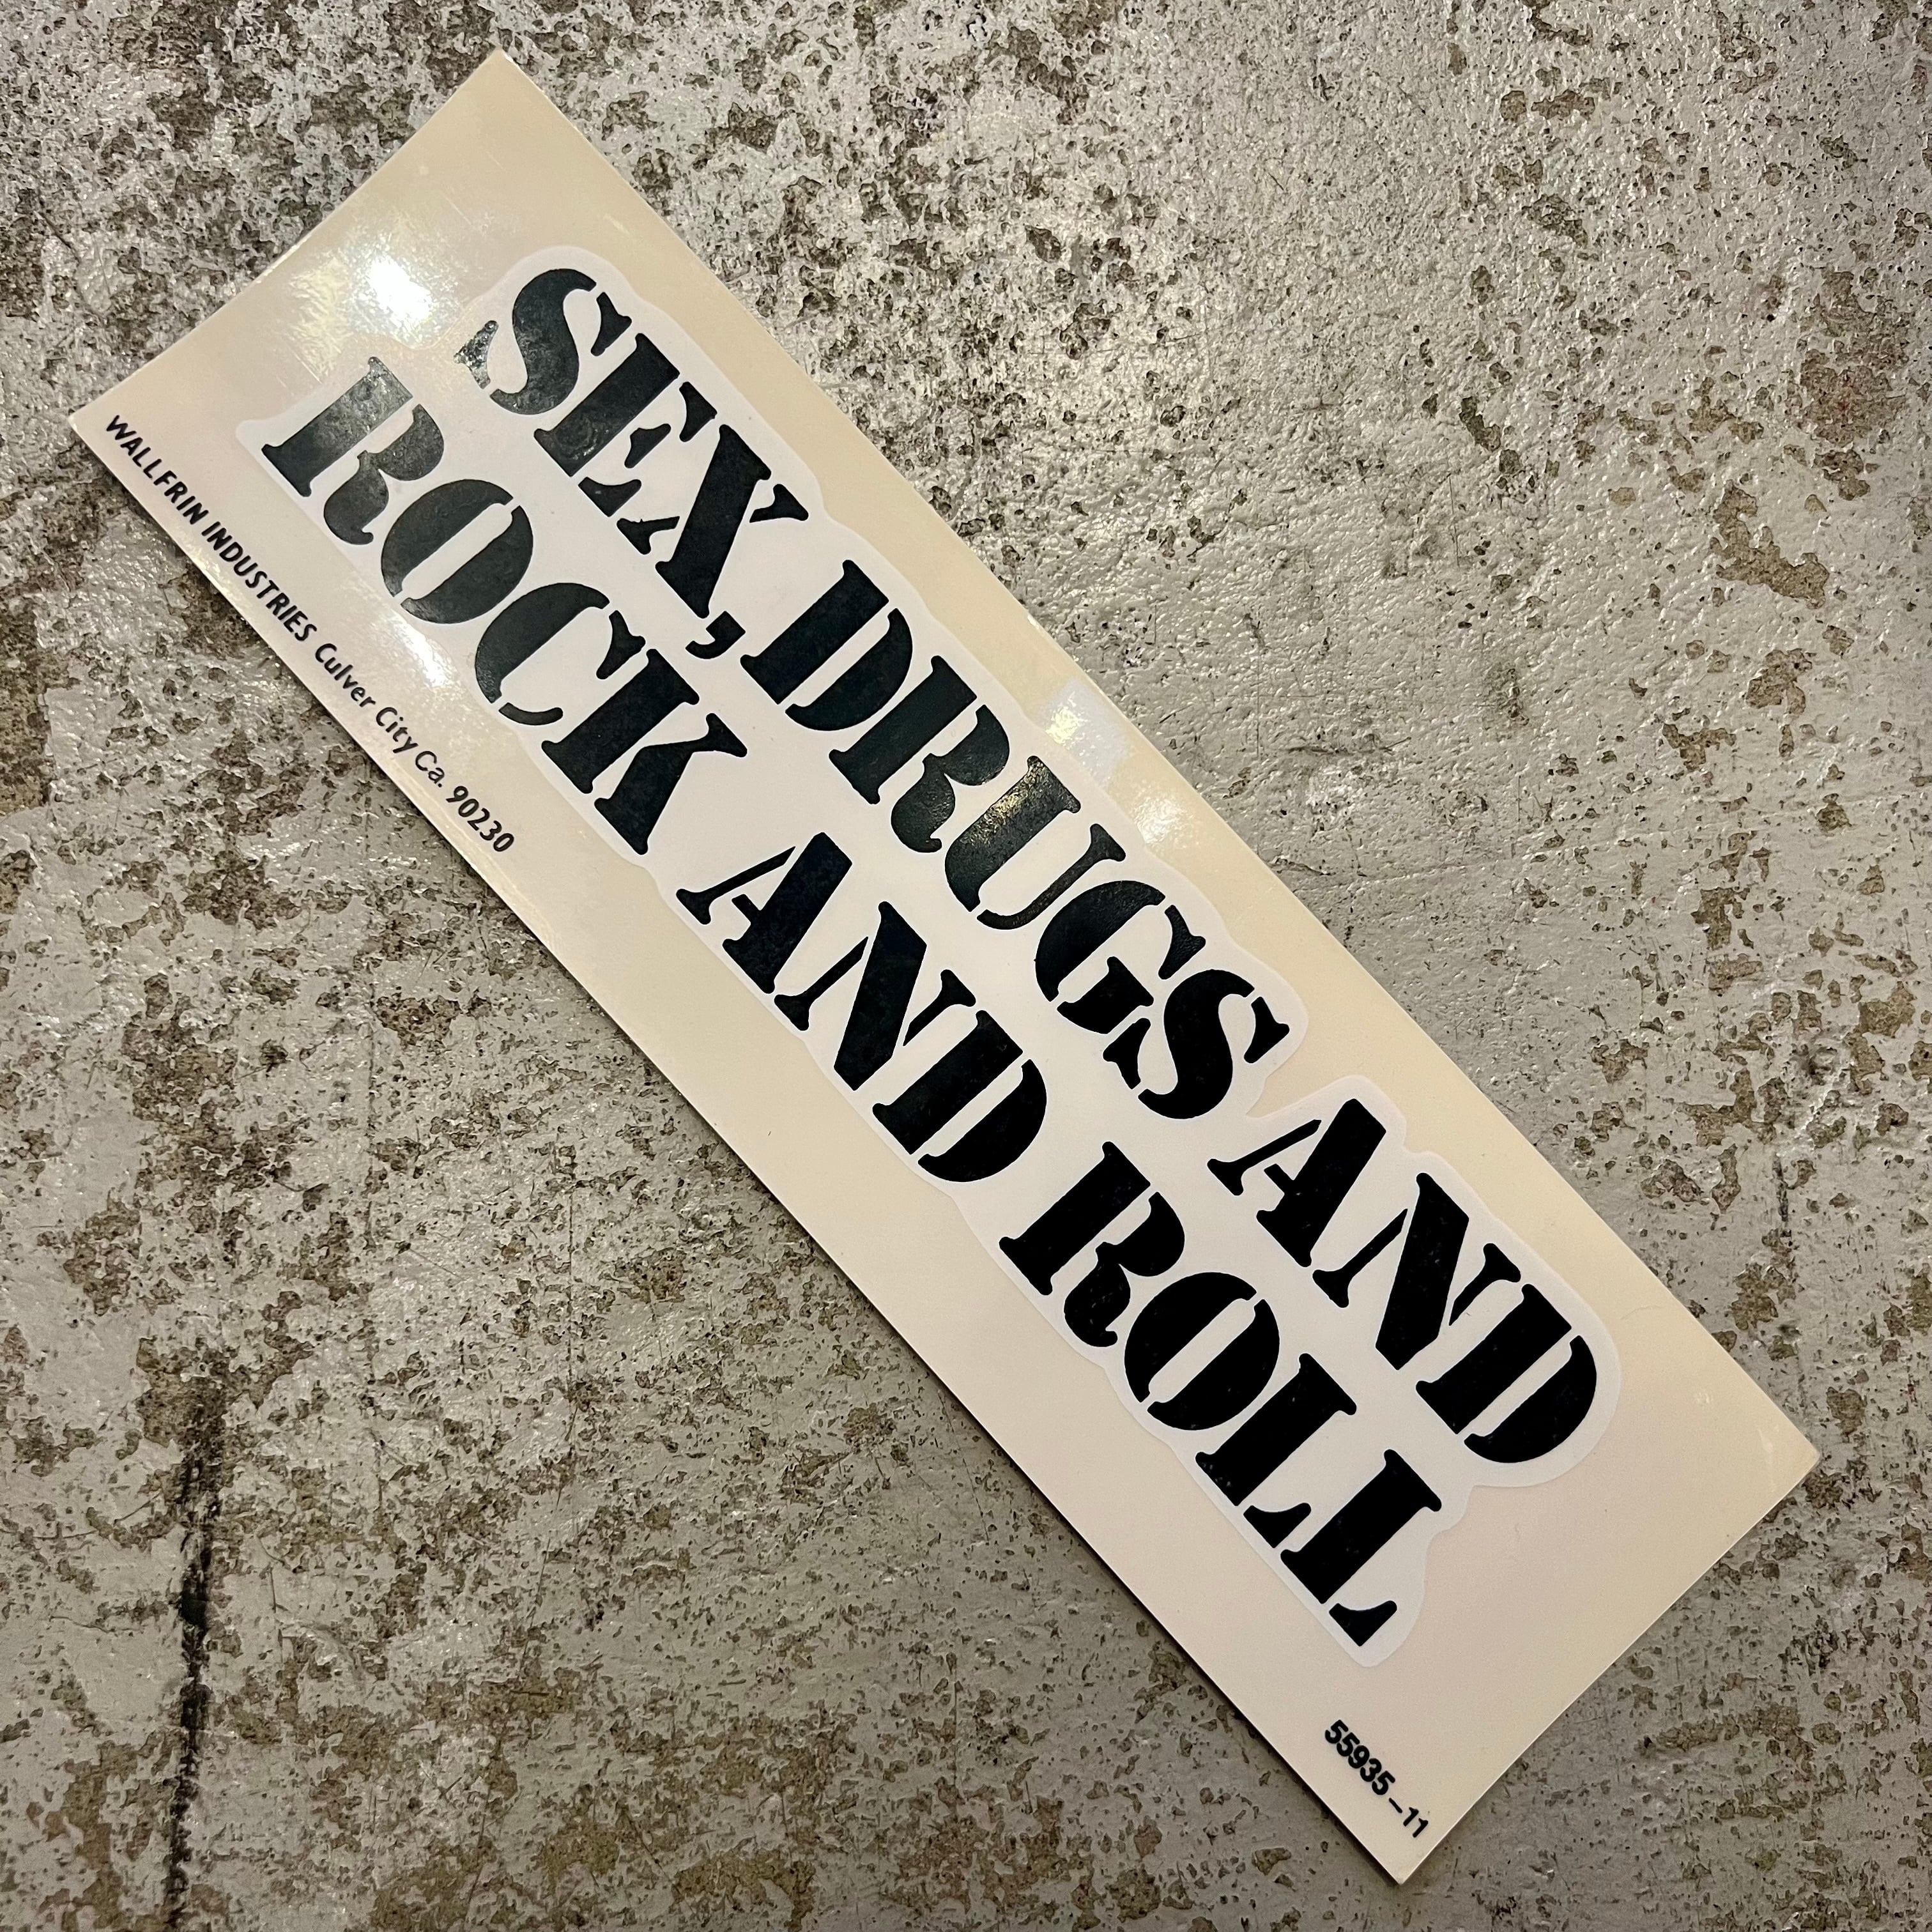 SEX, DRUGS AND
ROCK AND ROLL
WALLFRIN INDUSTRIES Culver City Ca. 90230
55935-11